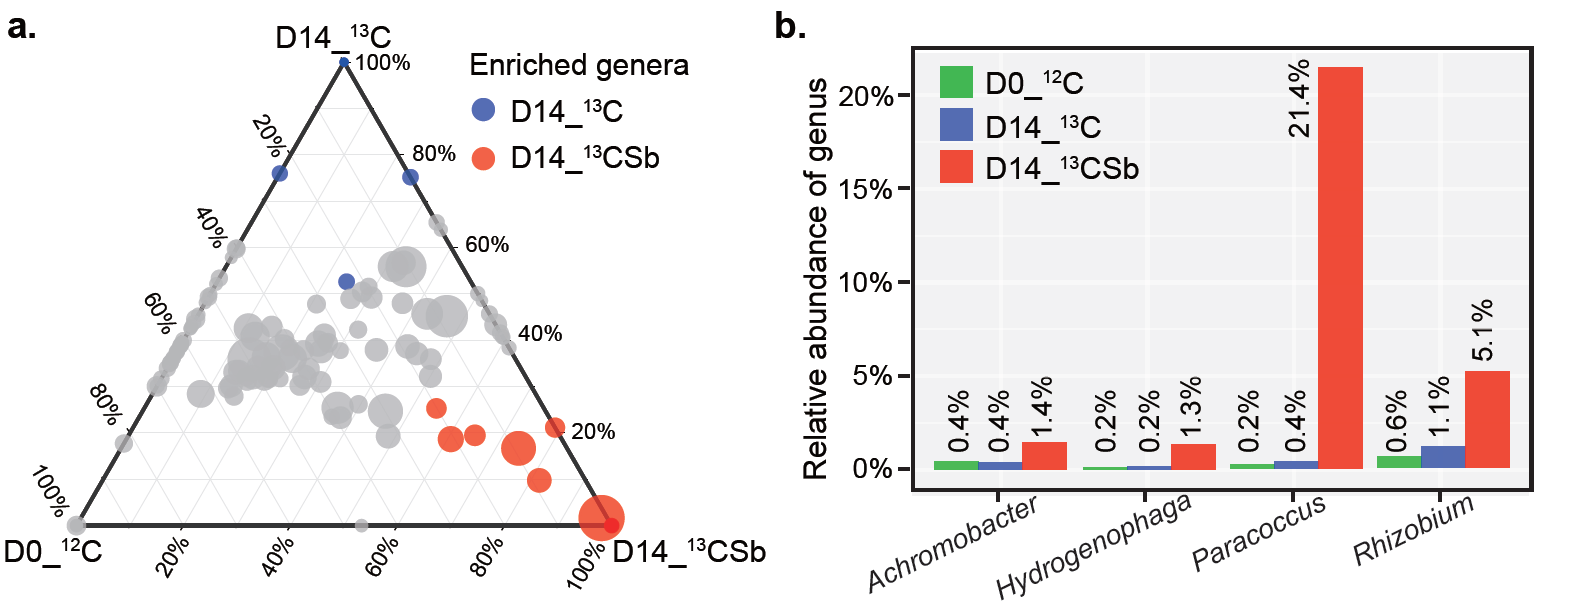 a.
D14_¹³C
100%
Enriched genera
D14_¹³C
D14_¹³CSb
20%
80%
40%
60%
60%
40%
80%
20%
100%
D0_¹²C
20%
40%
60%
80%
100%
D14_¹³CSb
b.
Relative abundance of genus
20%
15%
10%
5%
0%
D0_¹²C
D14_¹³C
D14_¹³CSb
0.4%
0.4%
1.4%
0.2%
0.2%
1.3%
0.2%
0.4%
21.4%
0.6%
1.1%
5.1%
Achromobacter
Hydrogenophaga
Paracoccus
Rhizobium